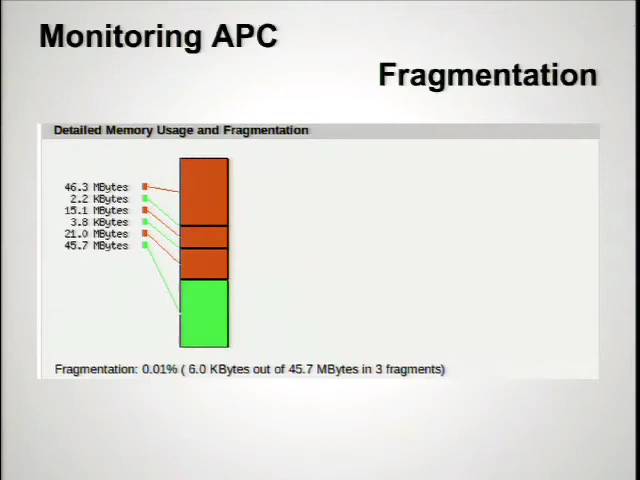 Monitoring APC
Fragmentation
Detailed Memory Usage and Fragmentation
46.3 MBytes
2.2 KBytes
15.1 MBytes
3.8 KBytes
21.0 MBytes
45.7 MBytes
Fragmentation: 0.01% ( 6.0 KBytes out of 45.7 MBytes in 3 fragments)